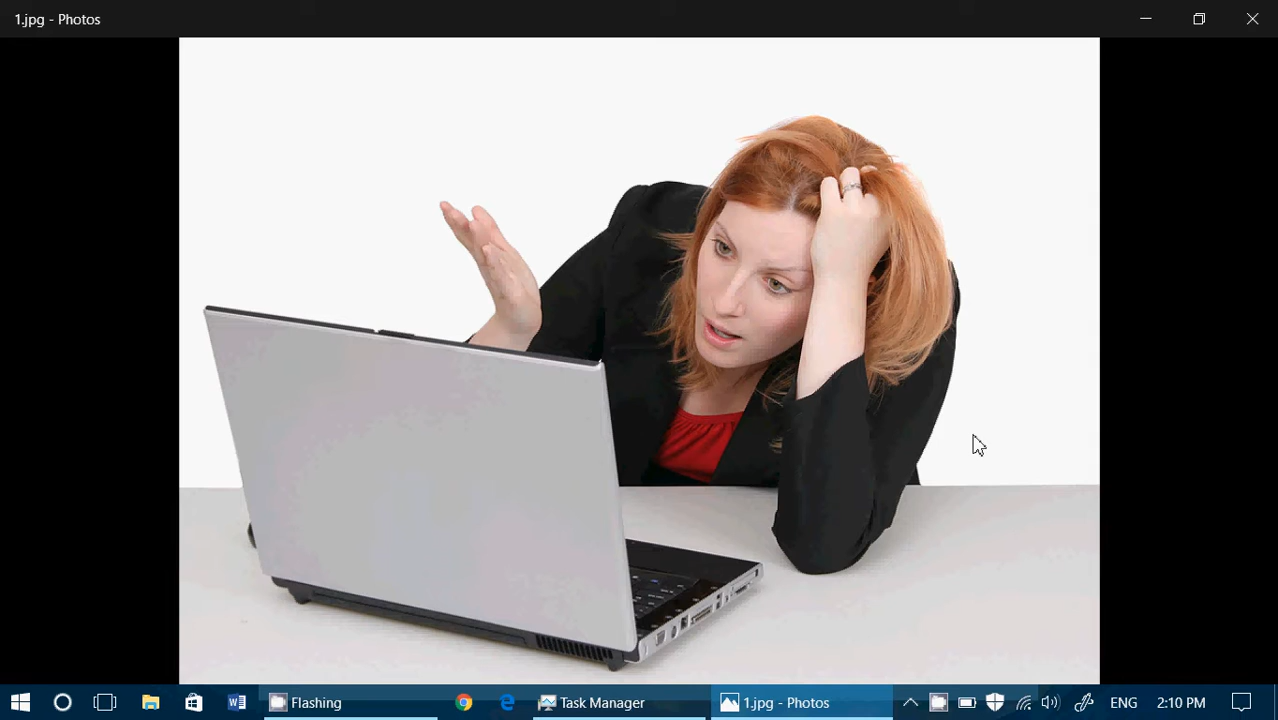 1.jpg - Photos
Flashing
Task Manager
1.jpg - Photos
ENG
2:10 PM